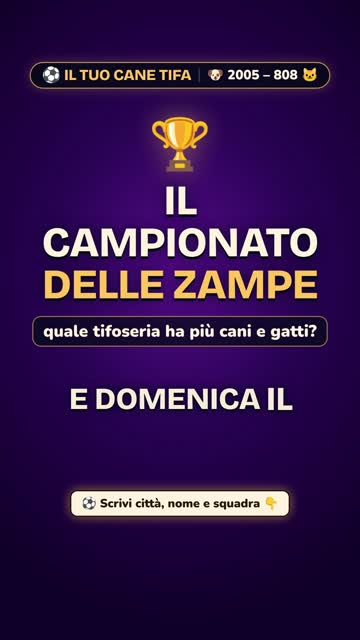 ⚽ IL TUO CANE TIFA | 🐶 2005 – 808 🐱
IL
CAMPIONATO
DELLE ZAMPE
quale tifoseria ha più cani e gatti?
E DOMENICA IL
⚽ Scrivi città, nome e squadra 👇